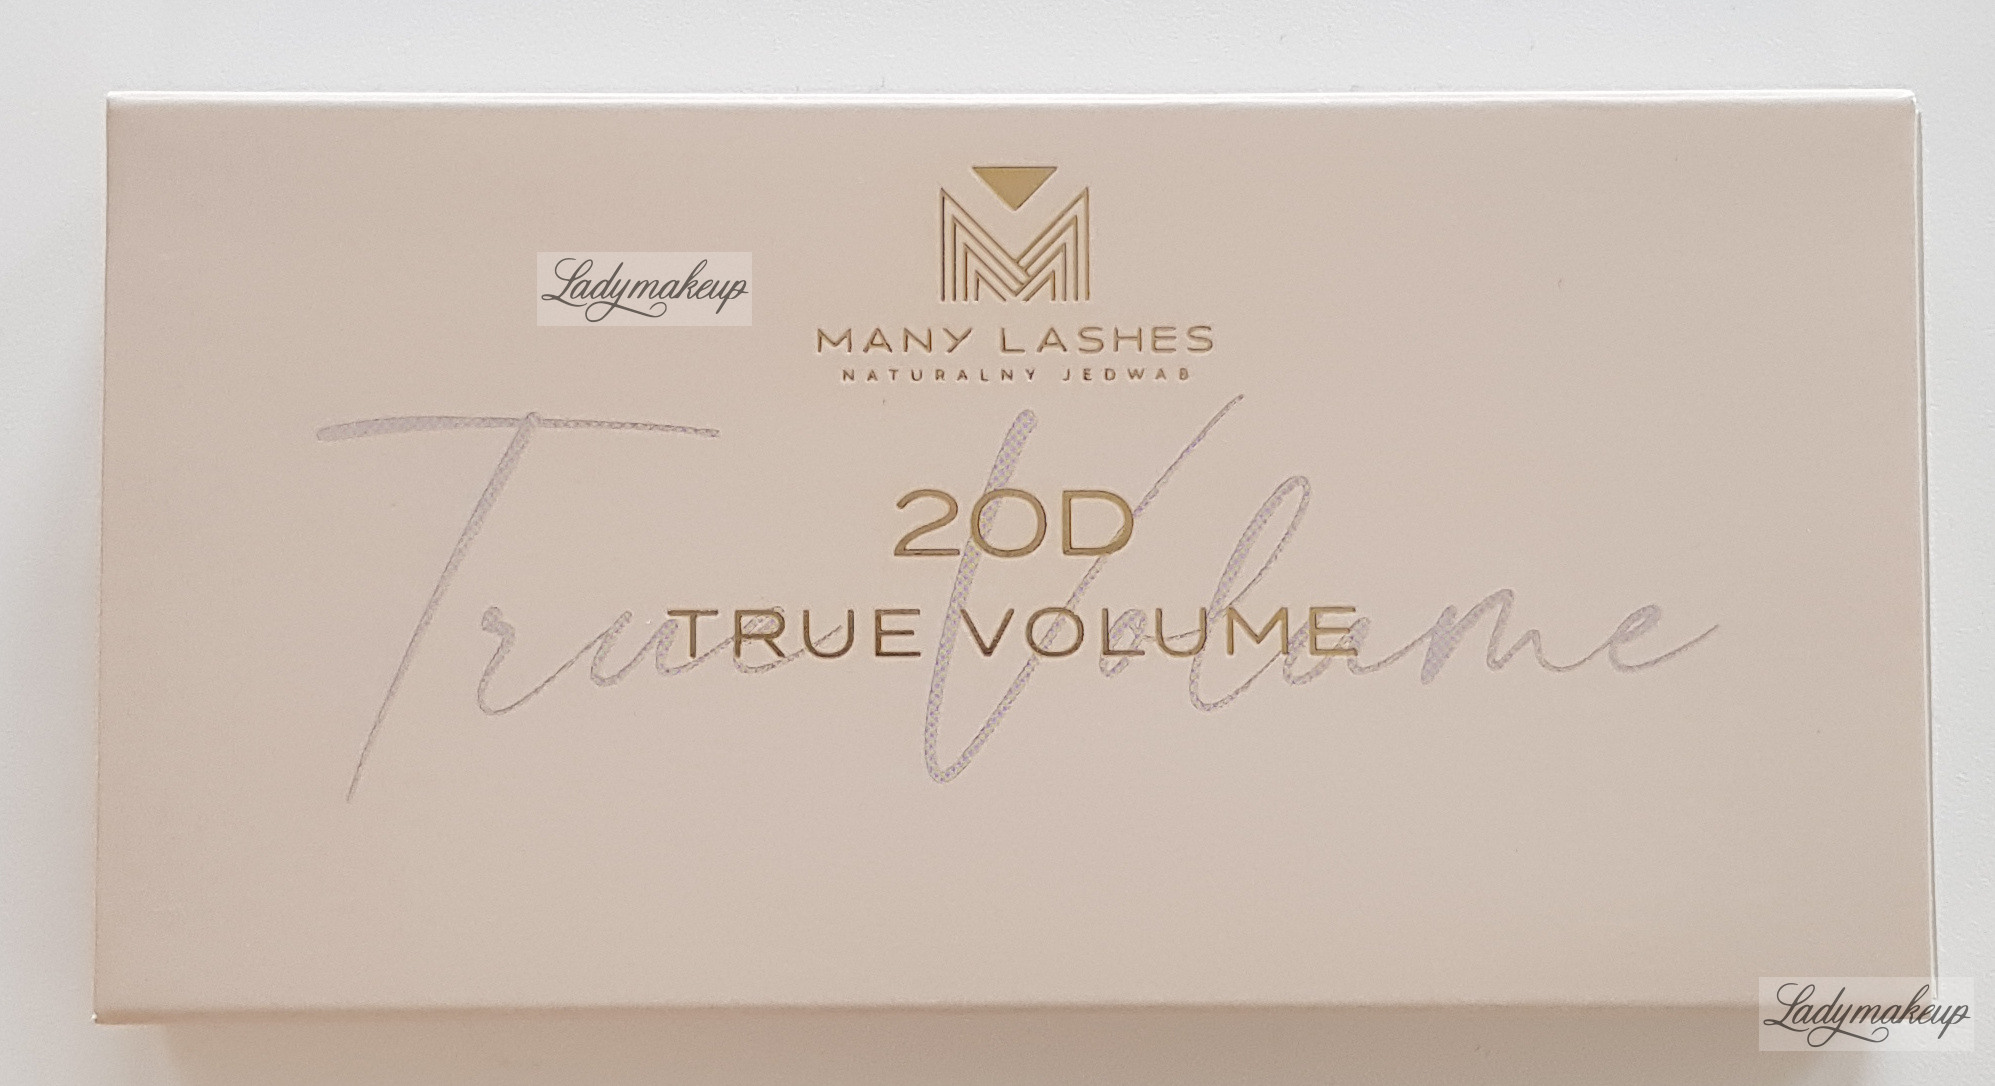 Ladymakeup
MANY LASHES
NATURALNY JEDWAB
True Volume
20D
TRUE VOLUME
Ladymakeup